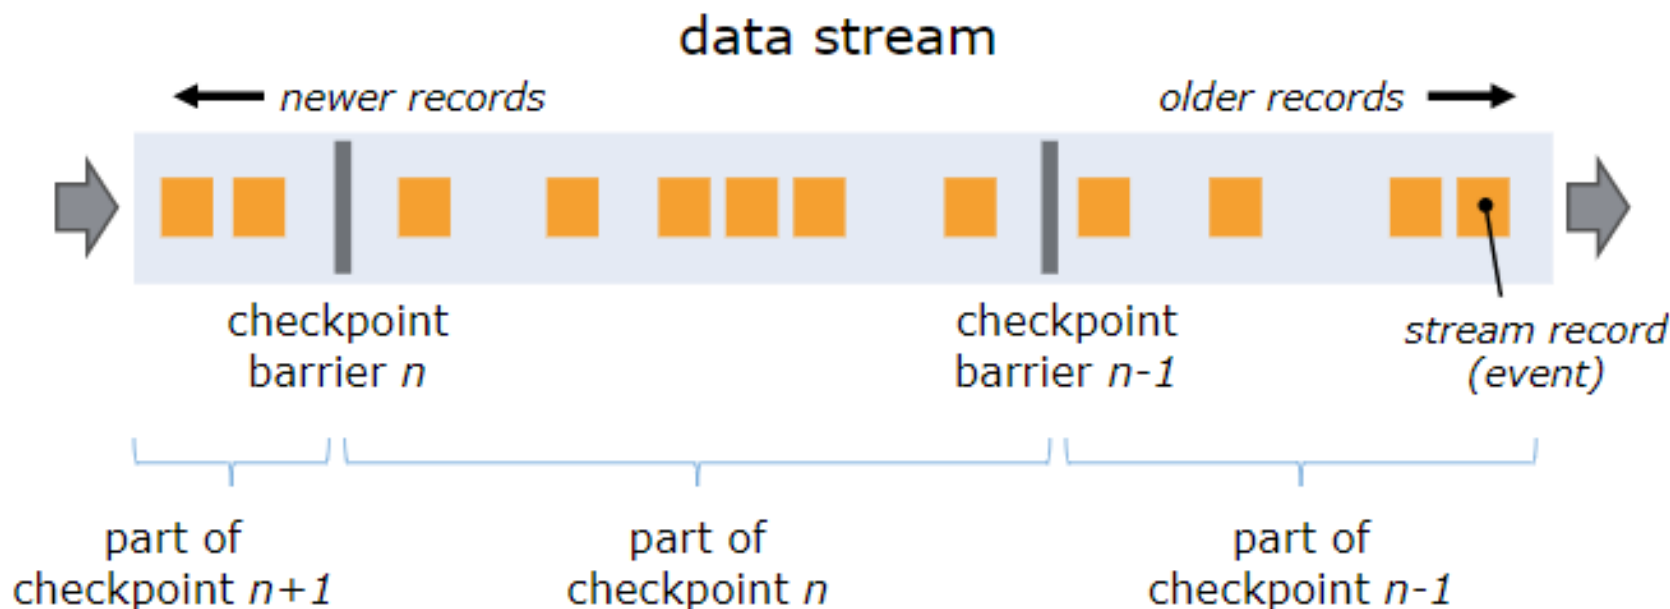 data stream
newer records
older records
checkpoint
barrier n
checkpoint
barrier n-1
stream record
(event)
part of
checkpoint n+1
part of
checkpoint n
part of
checkpoint n-1